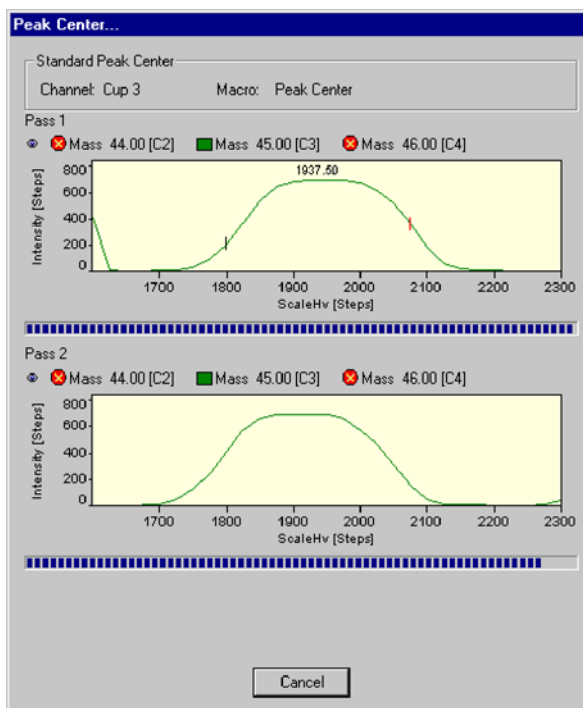 Peak Center...
Standard Peak Center
Channel: Cup 3 Macro: Peak Center
Pass 1
Mass 44.00 [C2] Mass 45.00 [C3] Mass 46.00 [C4]
1937.50
Intensity [Steps]
800
600
400
200
0
1700 1800 1900 2000 2100 2200 2300
ScaleHv [Steps]
Pass 2
Mass 44.00 [C2] Mass 45.00 [C3] Mass 46.00 [C4]
Intensity [Steps]
800
600
400
200
0
1700 1800 1900 2000 2100 2200 2300
ScaleHv [Steps]
Cancel